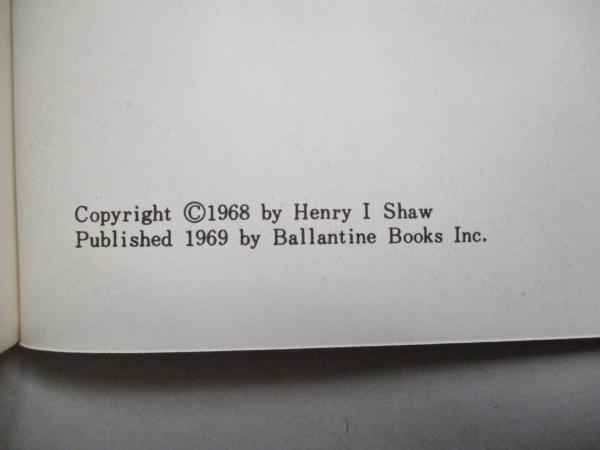 Copyright ©1968 by Henry I Shaw
Published 1969 by Ballantine Books Inc.